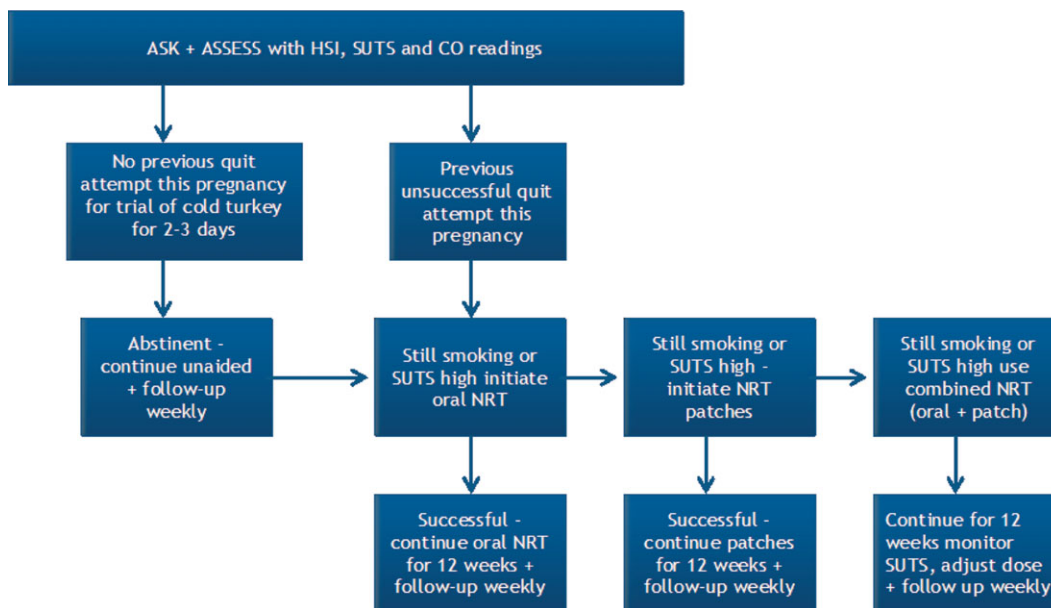 ASK + ASSESS with HSI, SUTS and CO readings
No previous quit
attempt this pregnancy
for trial of cold turkey
for 2-3 days
Previous
unsuccessful quit
attempt this
pregnancy
Abstinent -
continue unaided
+ follow-up
weekly
Still smoking or
SUTS high initiate
oral NRT
Still smoking or
SUTS high -
initiate NRT
patches
Still smoking or
SUTS high use
combined NRT
(oral + patch)
Successful -
continue oral NRT
for 12 weeks +
follow-up weekly
Successful -
continue patches
for 12 weeks +
follow-up weekly
Continue for 12
weeks monitor
SUTS, adjust dose
+ follow up weekly